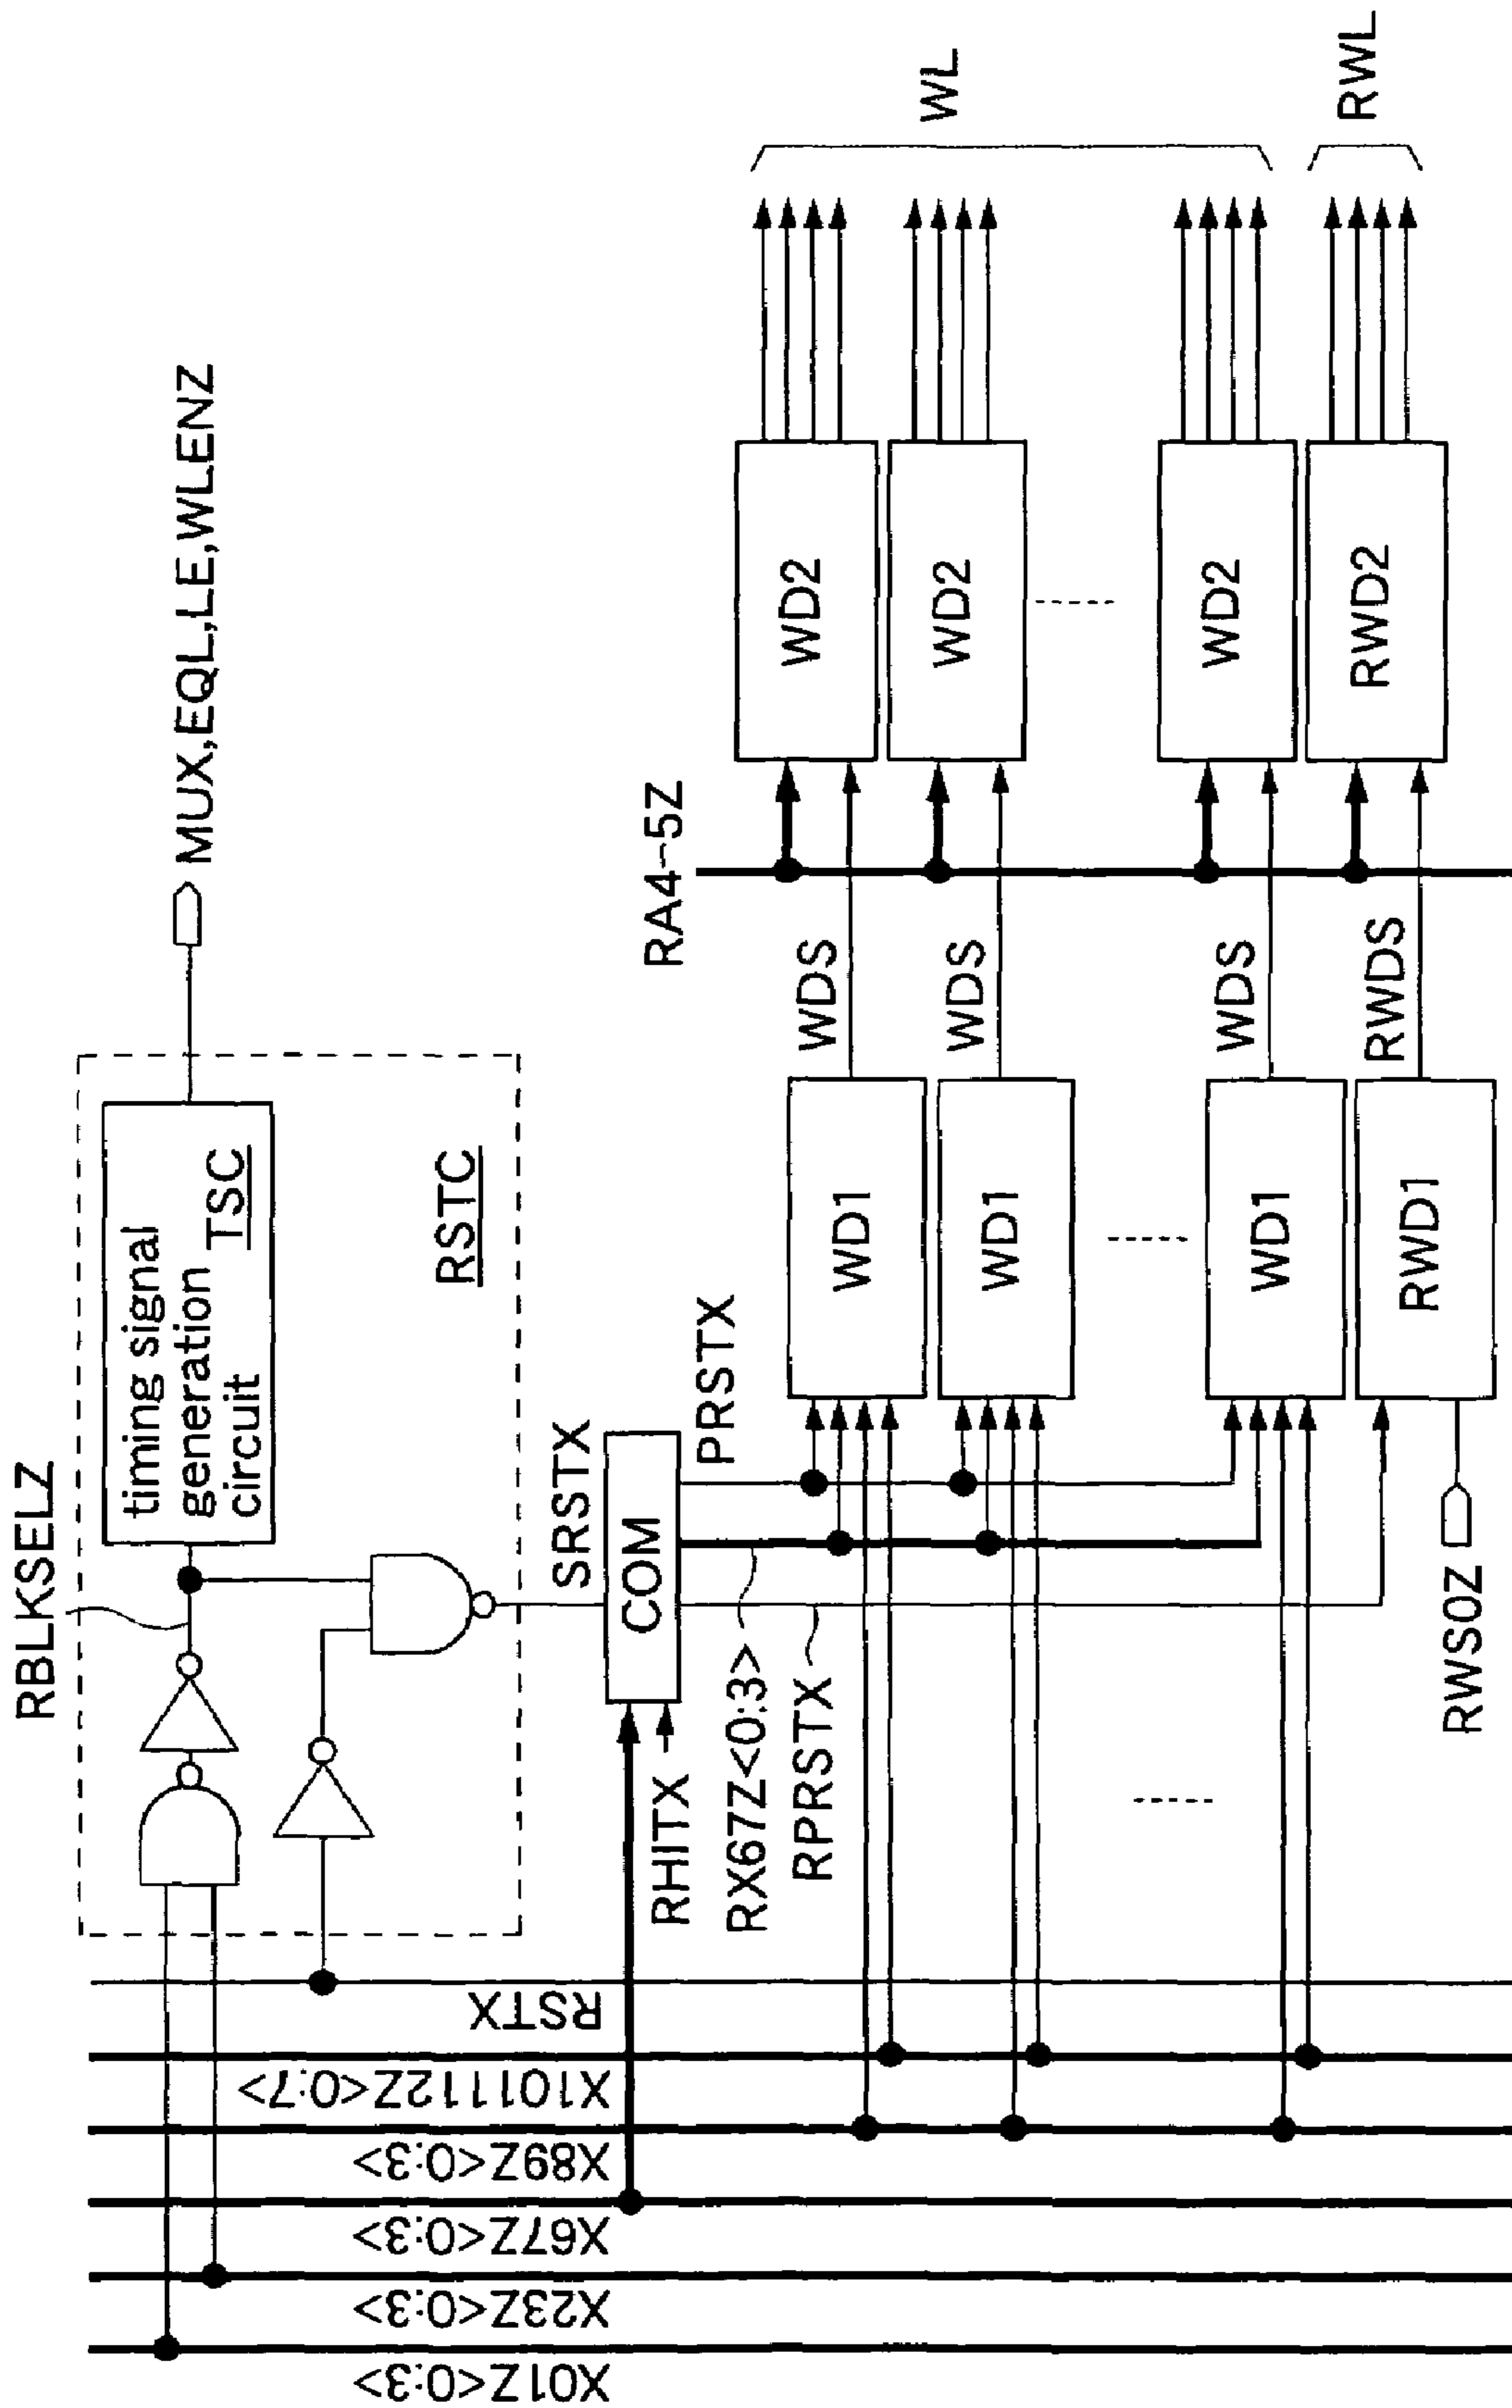 RBLKSELZ
timing signal
generation
circuit
TSC
MUX,EQL,LE,WLENZ
RSTC
RSTX
X101112Z<0:7>
X89Z<0:3>
X67Z<0:3>
X23Z<0:3>
X01Z<0:3>
SRSTX
COM
RHITX
PRSTX
RX67Z<0:3>
RPRSTX
WD1
WD1
WD1
RWD1
RWS0Z
WDS
WDS
WDS
RWDS
RA4-5Z
WD2
WD2
WD2
RWD2
WL
RWL